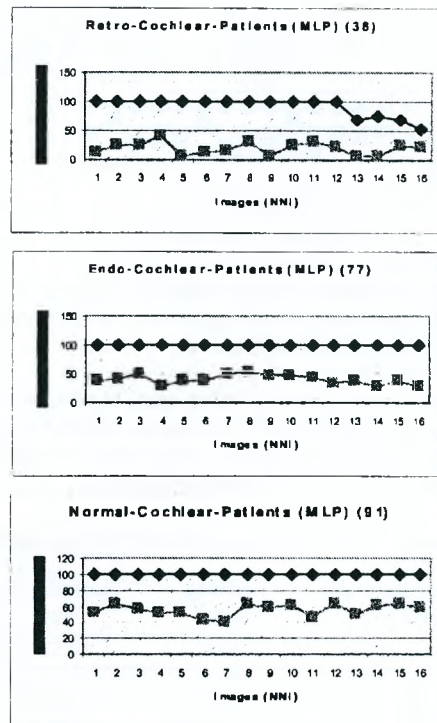 Retro-Cochlear-Patients (MLP) (38)
150
100
50
0
1 2 3 4 5 6 7 8 9 10 11 12 13 14 15 16
Images (NNI)
Endo-Cochlear-Patients (MLP) (77)
150
100
50
0
1 2 3 4 5 6 7 8 9 10 11 12 13 14 15 16
Images (NNI)
Normal-Cochlear-Patients (MLP) (91)
120
100
80
60
40
20
0
1 2 3 4 5 6 7 8 9 10 11 12 13 14 15 16
Images (NNI)